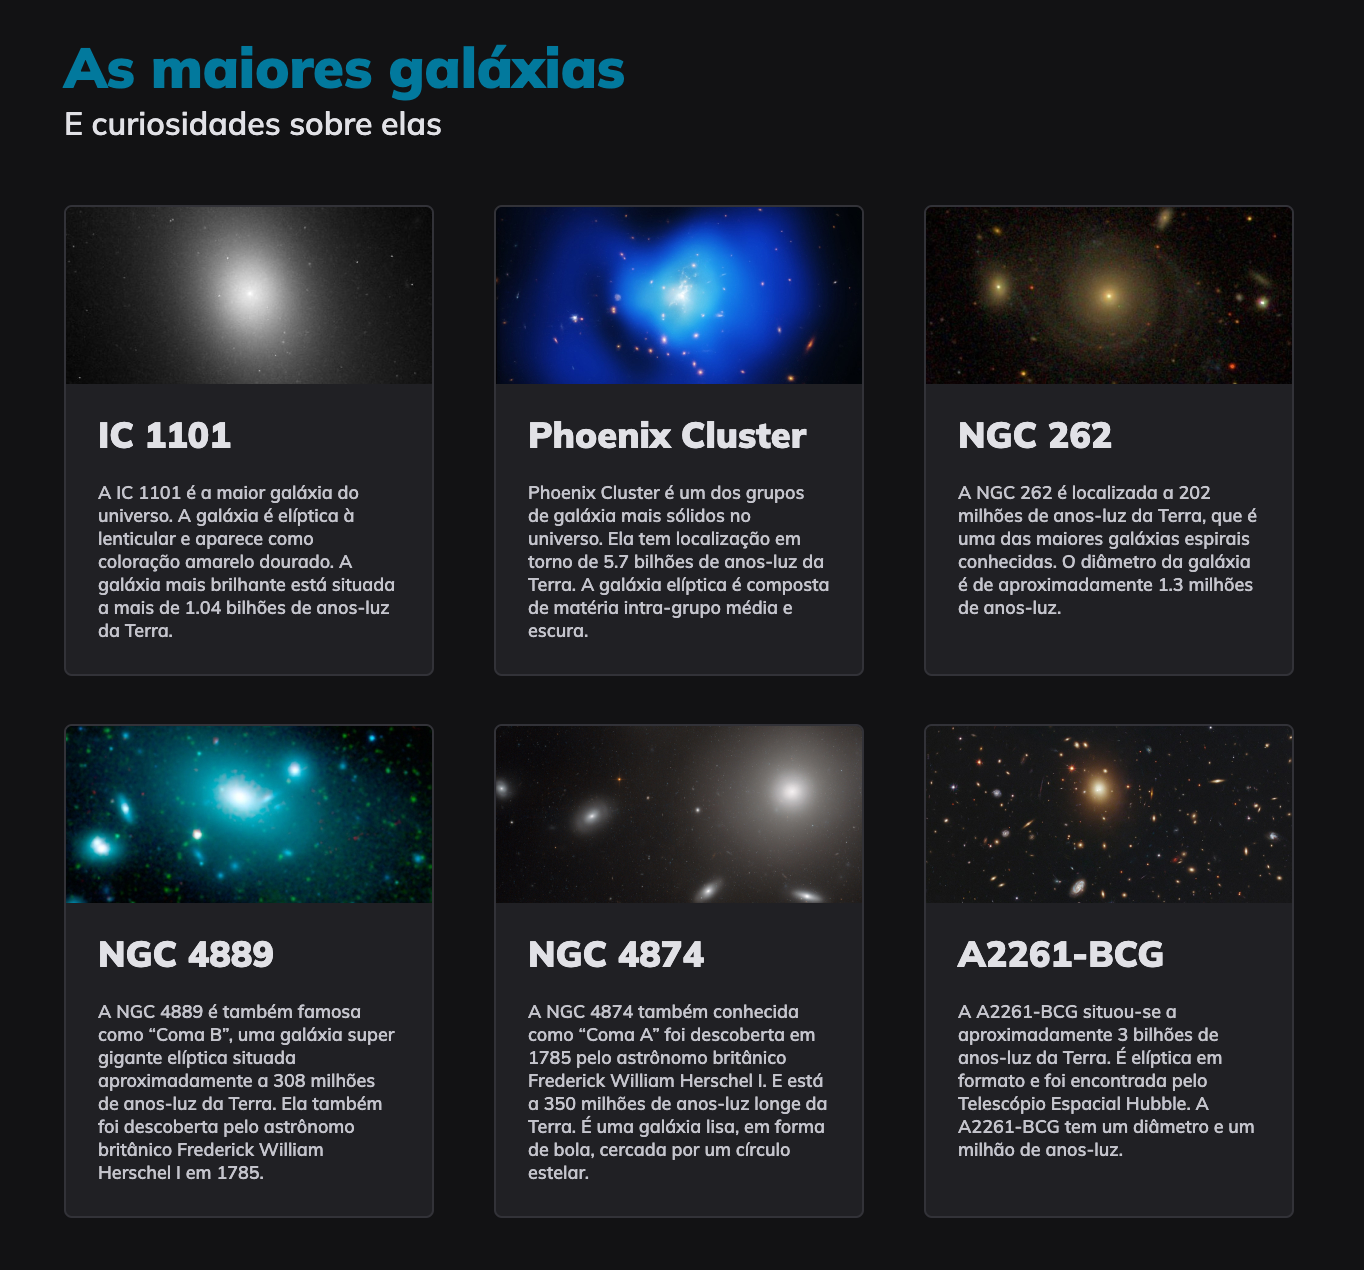 As maiores galáxias
E curiosidades sobre elas
IC 1101
A IC 1101 é a maior galáxia do
universo. A galáxia é elíptica à
lenticular e aparece como
coloração amarelo dourado. A
galáxia mais brilhante está situada
a mais de 1.04 bilhões de anos-luz
da Terra.
Phoenix Cluster
Phoenix Cluster é um dos grupos
de galáxia mais sólidos no
universo. Ela tem localização em
torno de 5.7 bilhões de anos-luz da
Terra. A galáxia elíptica é composta
de matéria intra-grupo média e
escura.
NGC 262
A NGC 262 é localizada a 202
milhões de anos-luz da Terra, que é
uma das maiores galáxias espirais
conhecidas. O diâmetro da galáxia
é de aproximadamente 1.3 milhões
de anos-luz.
NGC 4889
A NGC 4889 é também famosa
como “Coma B”, uma galáxia super
gigante elíptica situada
aproximadamente a 308 milhões
de anos-luz da Terra. Ela também
foi descoberta pelo astrônomo
britânico Frederick William
Herschel I em 1785.
NGC 4874
A NGC 4874 também conhecida
como “Coma A” foi descoberta em
1785 pelo astrônomo britânico
Frederick William Herschel I. E está
a 350 milhões de anos-luz longe da
Terra. É uma galáxia lisa, em forma
de bola, cercada por um círculo
estelar.
A2261-BCG
A A2261-BCG situou-se a
aproximadamente 3 bilhões de
anos-luz da Terra. É elíptica em
formato e foi encontrada pelo
Telescópio Espacial Hubble. A
A2261-BCG tem um diâmetro e um
milhão de anos-luz.